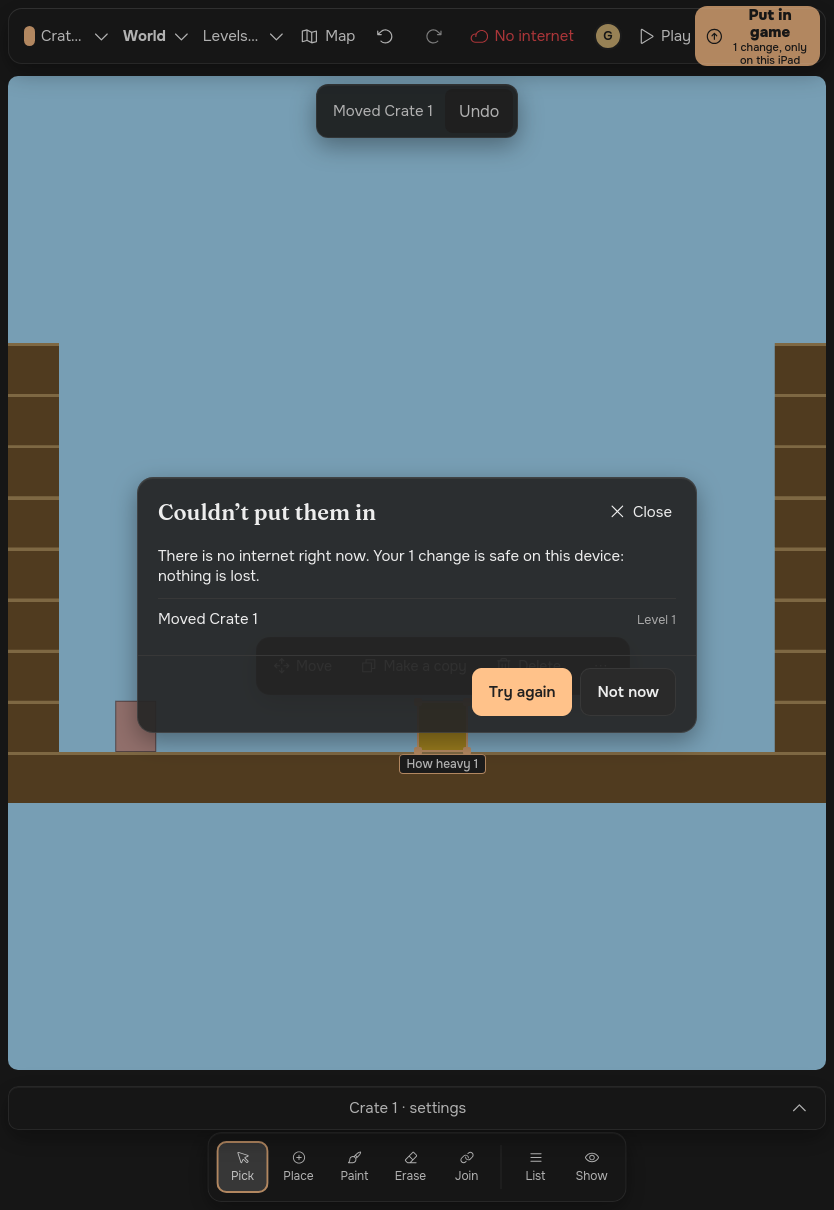 Crat...
World
Levels...
Map
No internet
G
Play
Put in
game
1 change, only
on this iPad
Moved Crate 1
Undo
Couldn’t put them in
Close
There is no internet right now. Your 1 change is safe on this device:
nothing is lost.
Moved Crate 1
Level 1
Move
Make a copy
Delete
Try again
Not now
How heavy 1
Crate 1 · settings
Pick
Place
Paint
Erase
Join
List
Show